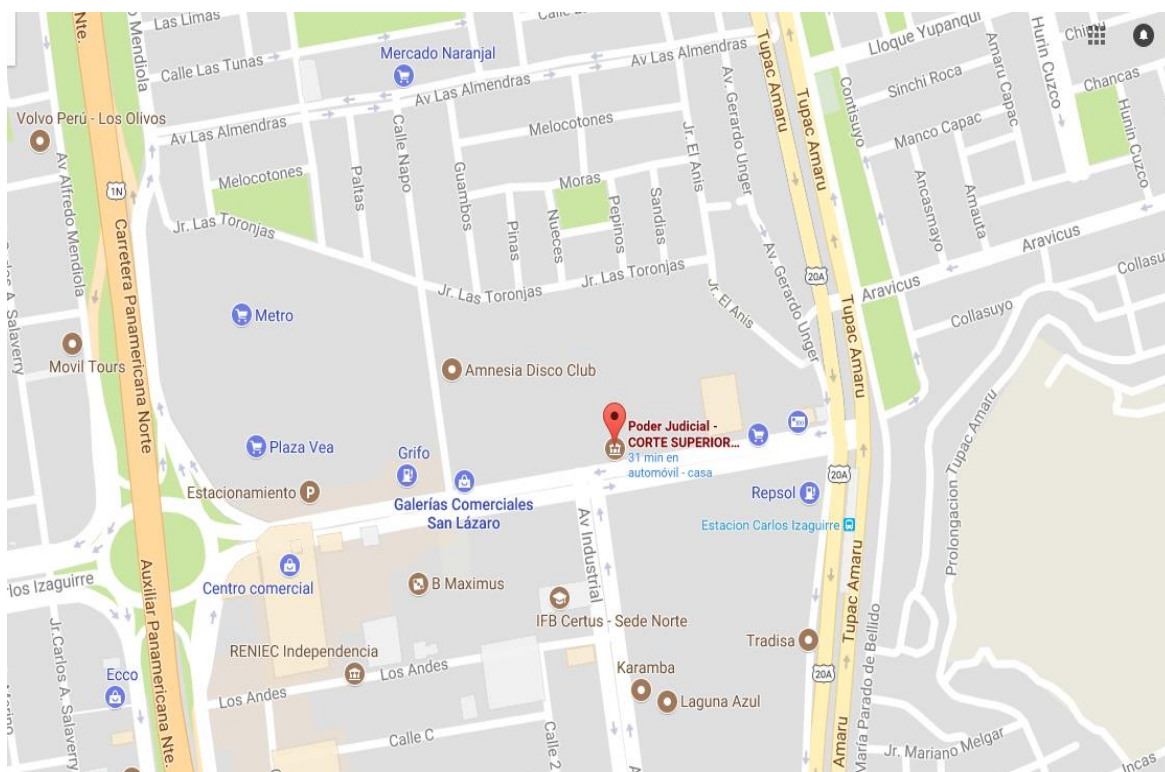 Las Limas
Calle L
Mendiola
Tupac Amaru
Lloque Yupanqui
Mercado Naranjal
Calle Las Tunas
Av Las Almendras
Av Las Almendras
Av Las Almendras
Sinchi Roca
Amaru Capac
Hurin Cuzco
Chancas
Hunin Cuzco
Volvo Perú - Los Olivos
Av Alfredo Mendiola
1N
Calle Napo
Melocotones
Jr. El Anis
Av. Gerardo Unger
Tupac Amaru
Contisuyo
Manco Capac
Melocotones
Paltas
Guambos
Moras
Ancasmayo
Amauta
Jr. Las Toronjas
Pinas
Nueces
Pepinos
Sandias
Av. Gerardo Unger
Aravicus
Carretera Panamericana Norte
A. Salaverry
Jr. Las Toronjas
Jr. Las Toronjas
Jr. El Anis
20A
Aravicus
Collasuyo
Collasu
Metro
Tupac Amaru
Movil Tours
Amnesia Disco Club
Prolongacion Tupac Amaru
Poder Judicial -
CORTE SUPERIOR...
31 min en
automóvil - casa
Plaza Vea
Grifo
Estacionamiento
P
Galerías Comerciales
San Lázaro
Repsol
20A
Estacion Carlos Izaguirre
Av Industrial
los Izaguirre
Centro comercial
B Maximus
Auxiliar Panamericana Nte.
IFB Certus - Sede Norte
Tupac Amaru
Jr.Carlos A. Salaverry
RENIEC Independencia
Tradisa
María Parado de Bellido
Ecco
Los Andes
Los Andes
Karamba
Laguna Azul
20A
Calle C
Calle 2
Amaru
Jr. Mariano Melgar
Incas